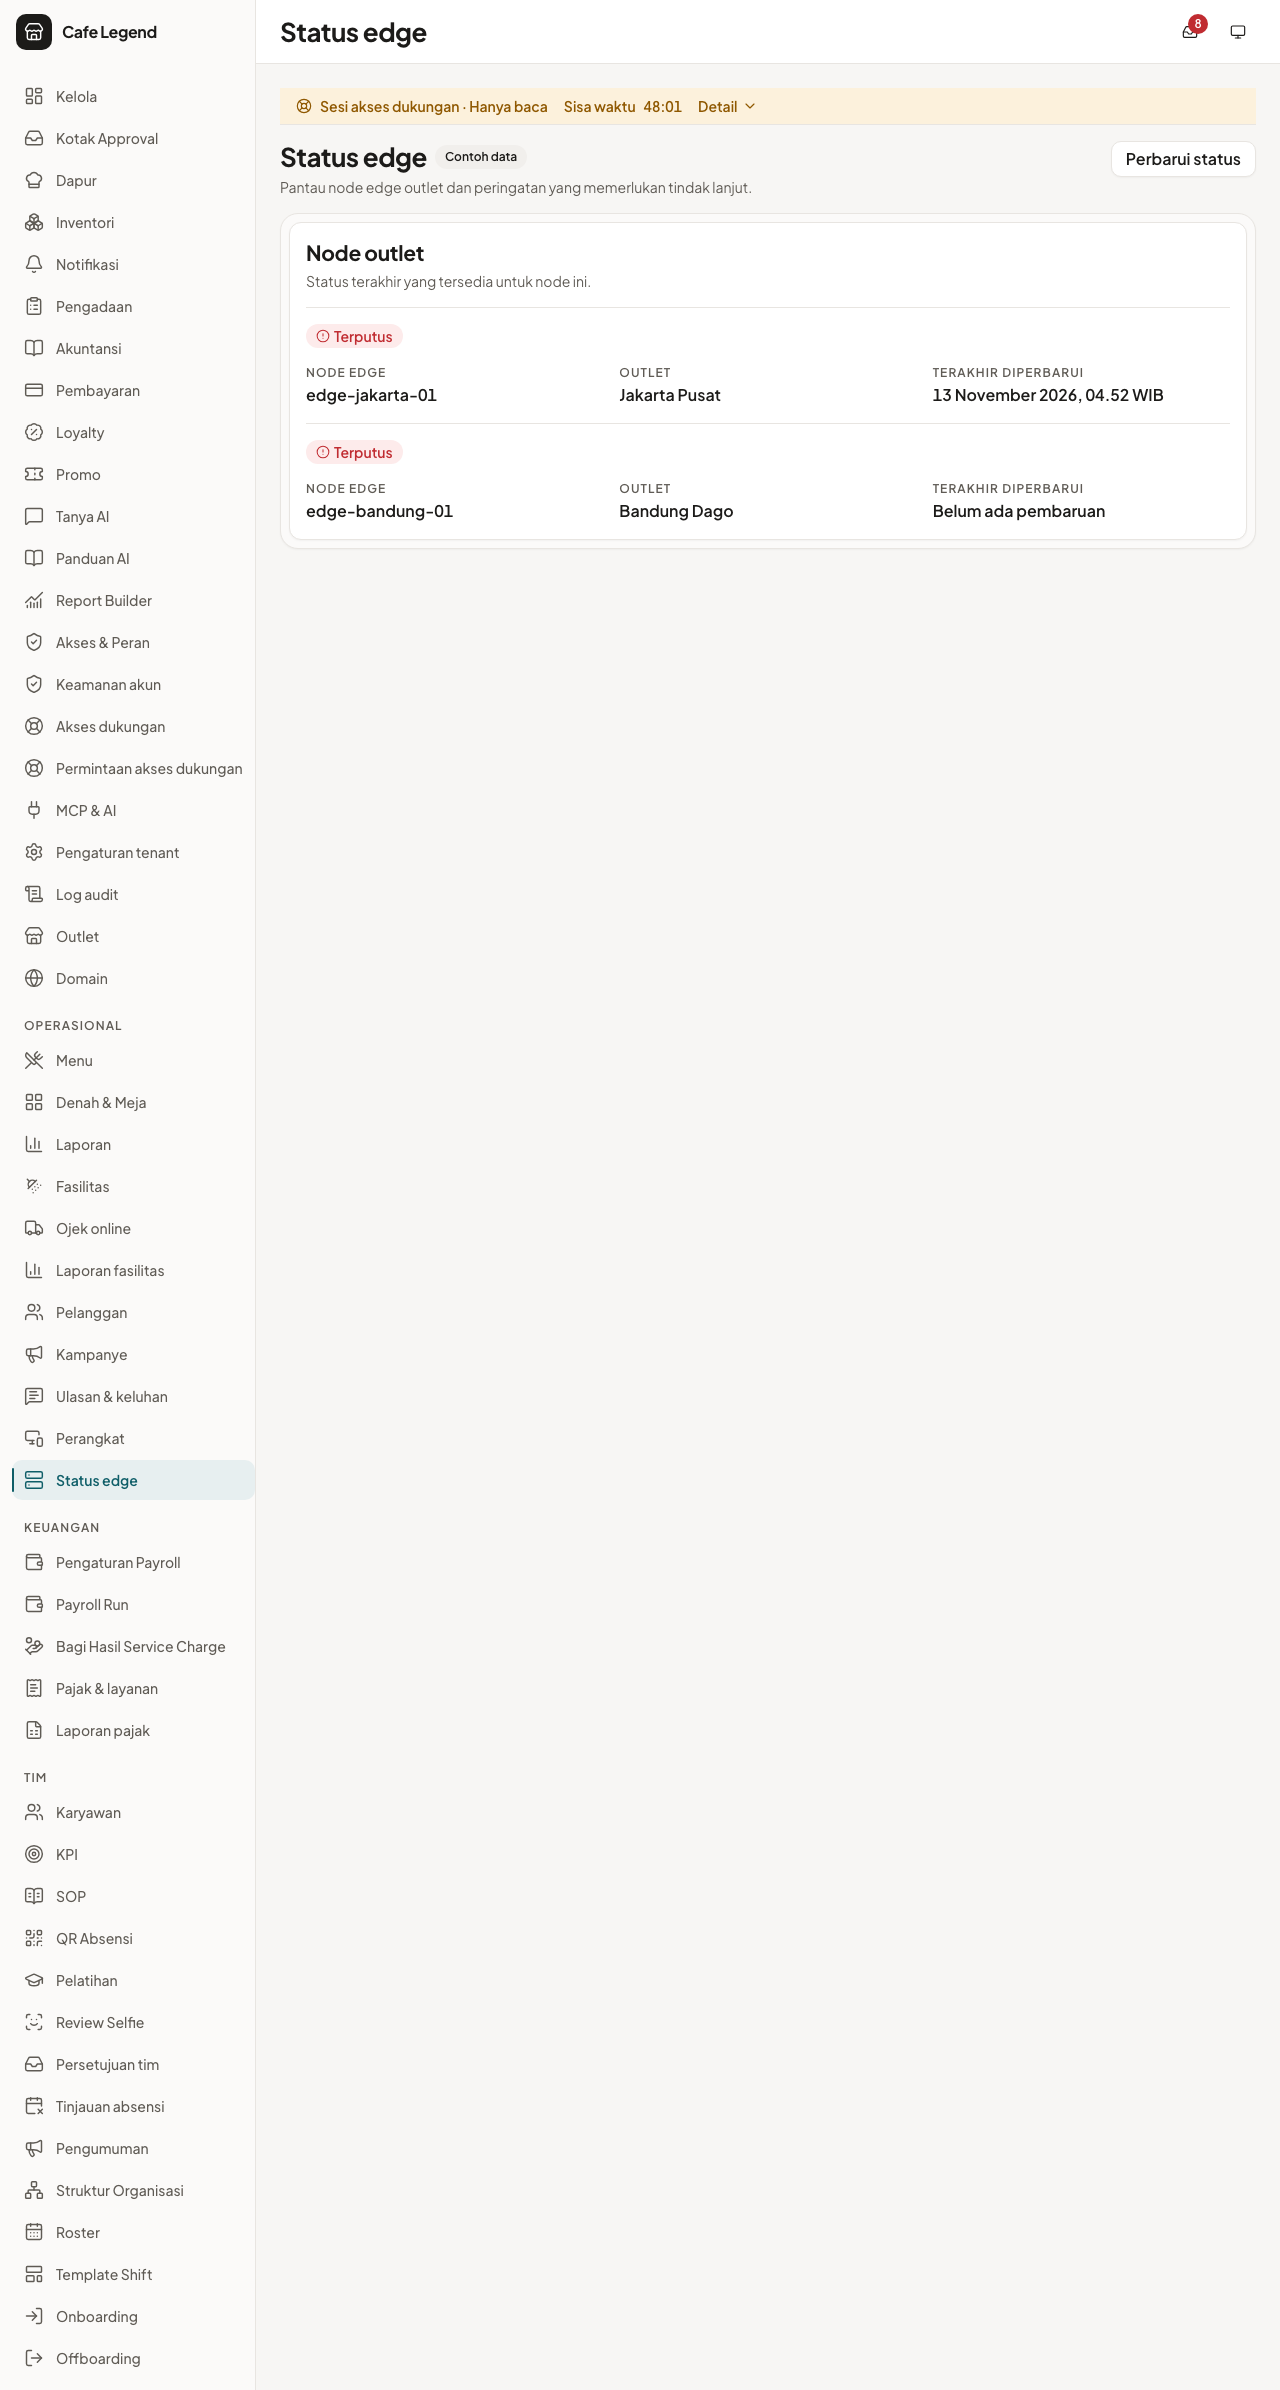 Cafe Legend
Kelola
Kotak Approval
Dapur
Inventori
Notifikasi
Pengadaan
Akuntansi
Pembayaran
Loyalty
Promo
Tanya AI
Panduan AI
Report Builder
Akses & Peran
Keamanan akun
Akses dukungan
Permintaan akses dukungan
MCP & AI
Pengaturan tenant
Log audit
Outlet
Domain
OPERASIONAL
Menu
Denah & Meja
Laporan
Fasilitas
Ojek online
Laporan fasilitas
Pelanggan
Kampanye
Ulasan & keluhan
Perangkat
Status edge
KEUANGAN
Pengaturan Payroll
Payroll Run
Bagi Hasil Service Charge
Pajak & layanan
Laporan pajak
TIM
Karyawan
KPI
SOP
QR Absensi
Pelatihan
Review Selfie
Persetujuan tim
Tinjauan absensi
Pengumuman
Struktur Organisasi
Roster
Template Shift
Onboarding
Offboarding
Status edge
8
Sesi akses dukungan · Hanya baca Sisa waktu 48:01 Detail
Status edge Contoh data
Perbarui status
Pantau node edge outlet dan peringatan yang memerlukan tindak lanjut.
Node outlet
Status terakhir yang tersedia untuk node ini.
Terputus
NODE EDGE OUTLET TERAKHIR DIPERBARUI
edge-jakarta-01 Jakarta Pusat 13 November 2026, 04.52 WIB
Terputus
NODE EDGE OUTLET TERAKHIR DIPERBARUI
edge-bandung-01 Bandung Dago Belum ada pembaruan